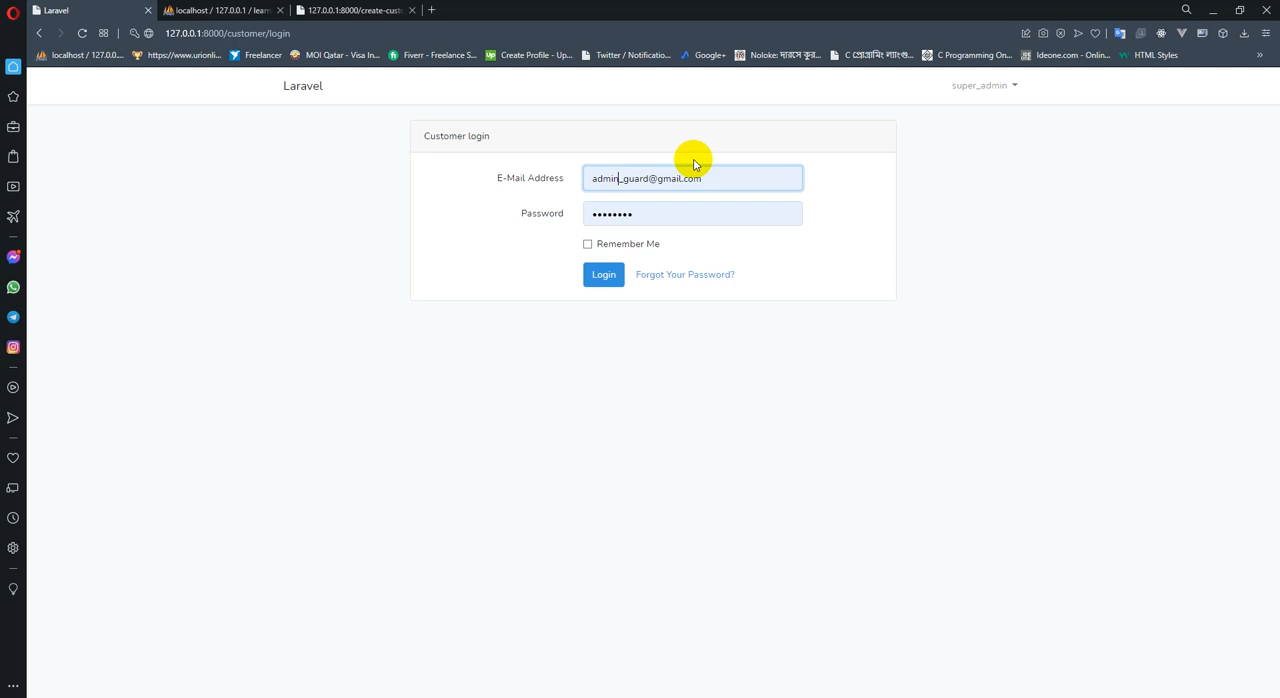 Laravel
localhost / 127.0.0.1 / learn
127.0.0.1:8000/create-custo
127.0.0.1:8000/customer/login
localhost / 127.0.0....
https://www.urionli...
Freelancer
MOI Qatar - Visa In...
Fiverr - Freelance S...
Create Profile - Up...
Twitter / Notificatio...
Google+
Noloke: দারসে কুর...
C প্রোগ্রামিং ল্যাংগু...
C Programming On...
Ideone.com - Onlin...
HTML Styles
Laravel
super_admin
Customer login
E-Mail Address
admin_guard@gmail.com
Password
Remember Me
Login
Forgot Your Password?